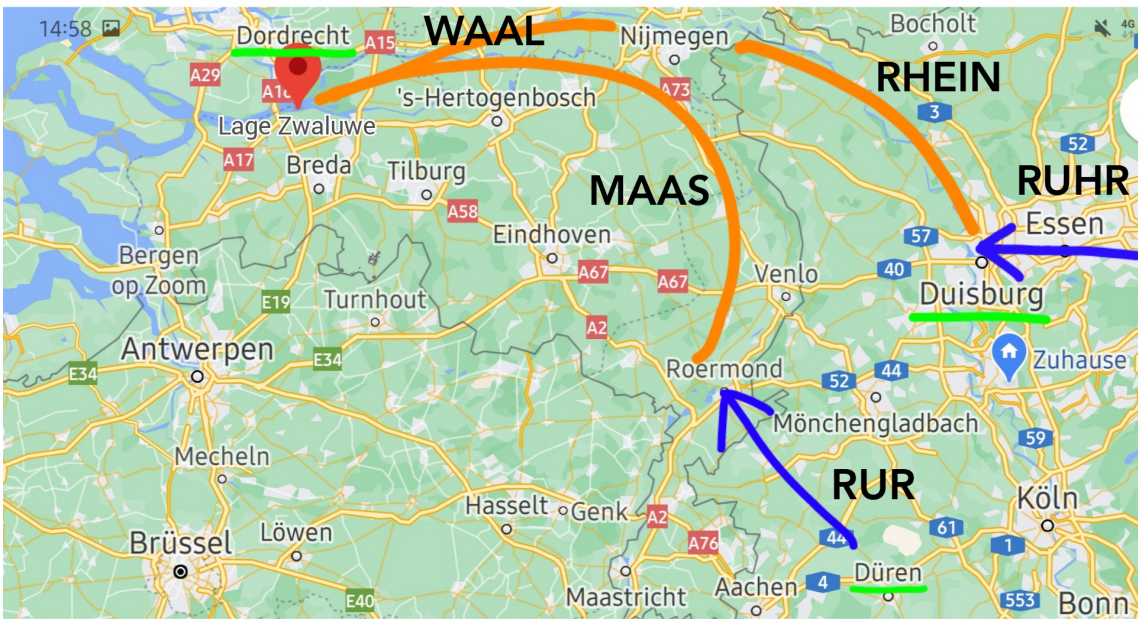 14:58
4G
Dordrecht
WAAL
A15
Nijmegen
Bocholt
A29
A16
RHEIN
's-Hertogenbosch
A73
3
Lage Zwaluwe
52
A17
Breda
Tilburg
MAAS
RUHR
A58
Essen
Eindhoven
57
Bergen
op Zoom
A67
A67
Venlo
40
E19
Turnhout
Duisburg
A2
Antwerpen
E34
E34
Roermond
52
44
Zuhause
Mönchengladbach
59
Mecheln
RUR
Hasselt
Genk
A2
Köln
61
Brüssel
Löwen
A76
44
1
Düren
Maastricht
Aachen
4
E40
553
Bonn